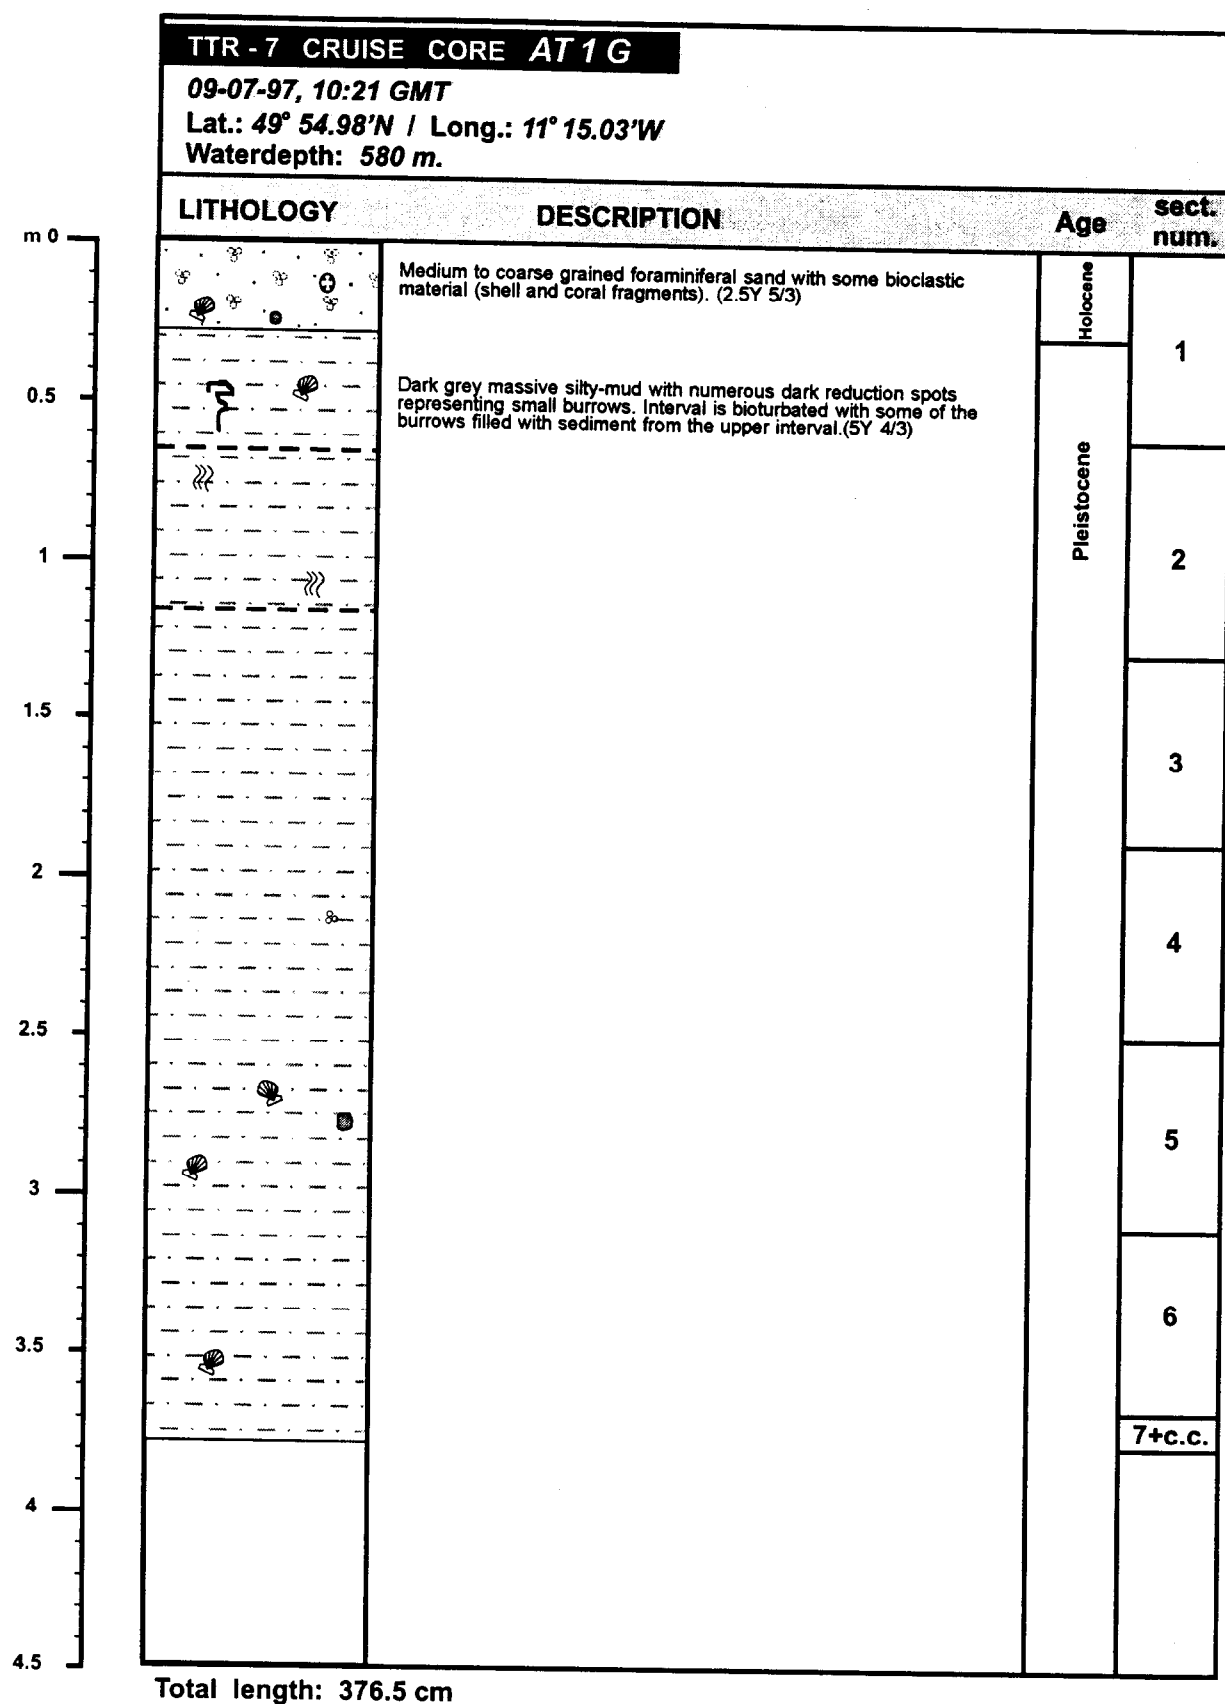 TTR - 7 CRUISE CORE AT 1 G
09-07-97, 10:21 GMT
Lat.: 49° 54.98'N / Long.: 11° 15.03'W
Waterdepth: 580 m.
LITHOLOGY DESCRIPTION Age sect. num.
m 0
Medium to coarse grained foraminiferal sand with some bioclastic
material (shell and coral fragments). (2.5Y 5/3)
Holocene
1
0.5
Dark grey massive silty-mud with numerous dark reduction spots
representing small burrows. Interval is bioturbated with some of the
burrows filled with sediment from the upper interval.(5Y 4/3)
Pleistocene
1
2
1.5
3
2
4
2.5
5
3
6
3.5
7+c.c.
4
4.5
Total length: 376.5 cm